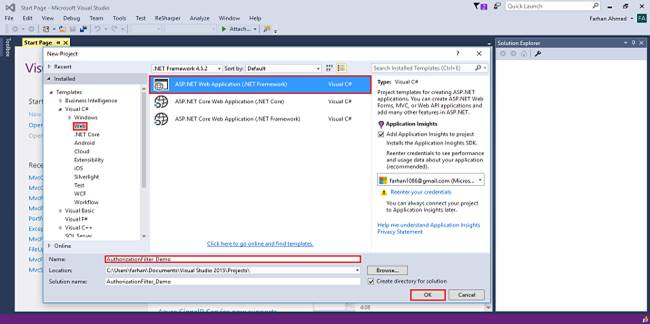 Start Page - Microsoft Visual Studio
Quick Launch (Ctrl+Q)
File Edit View Debug Team Tools Test ReSharper Analyze Window Help
Farhan Ahmed FA
Attach...
Toolbox
Start Page
Solution Explorer
New Project
Recent
.NET Framework 4.5.2 Sort by: Default
Search Installed Templates (Ctrl+E)
Installed
Templates
Business Intelligence
Visual C#
Windows
Web
.NET Core
Android
Cloud
Extensibility
iOS
Silverlight
Test
WCF
Workflow
Visual Basic
Visual F#
Visual C++
SQL Server
Online
ASP.NET Web Application (.NET Framework) Visual C#
ASP.NET Core Web Application (.NET Core) Visual C#
ASP.NET Core Web Application (.NET Framework) Visual C#
Click here to go online and find templates.
Type: Visual C#
Project templates for creating ASP.NET
applications. You can create ASP.NET Web
Forms, MVC, or Web API applications and
add many other features in ASP.NET.
Application Insights
Add Application Insights to project
Installs the Application Insights SDK.
Reenter credentials to see performance
and usage data about your application
(recommended).
farhan1086@gmail.com (Micros...
Reenter your credentials
You can always connect your project
to Application Insights later.
Help me understand Application Insights
Privacy Statement
Name: AuthorizationFilter_Demo
Location: C:\Users\farhan\Documents\Visual Studio 2015\Projects\
Browse...
Solution name: AuthorizationFilter_Demo
Create directory for solution
OK
Cancel
4:08